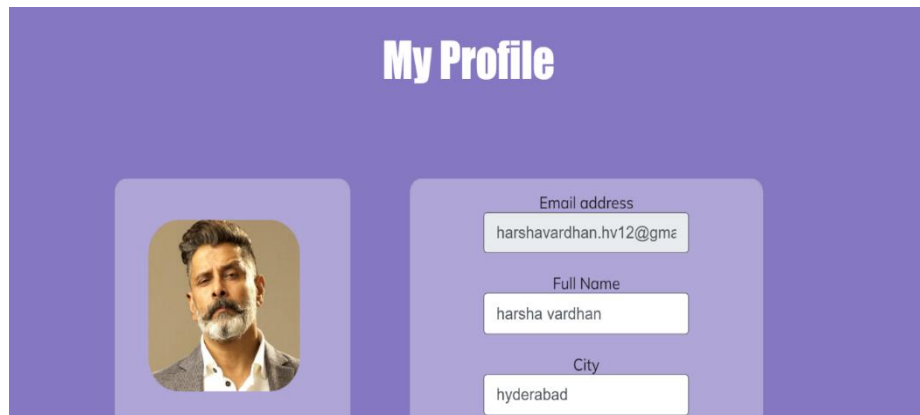 My Profile
Email address
harshavardhan.hv12@gma
Full Name
harsha vardhan
City
hyderabad